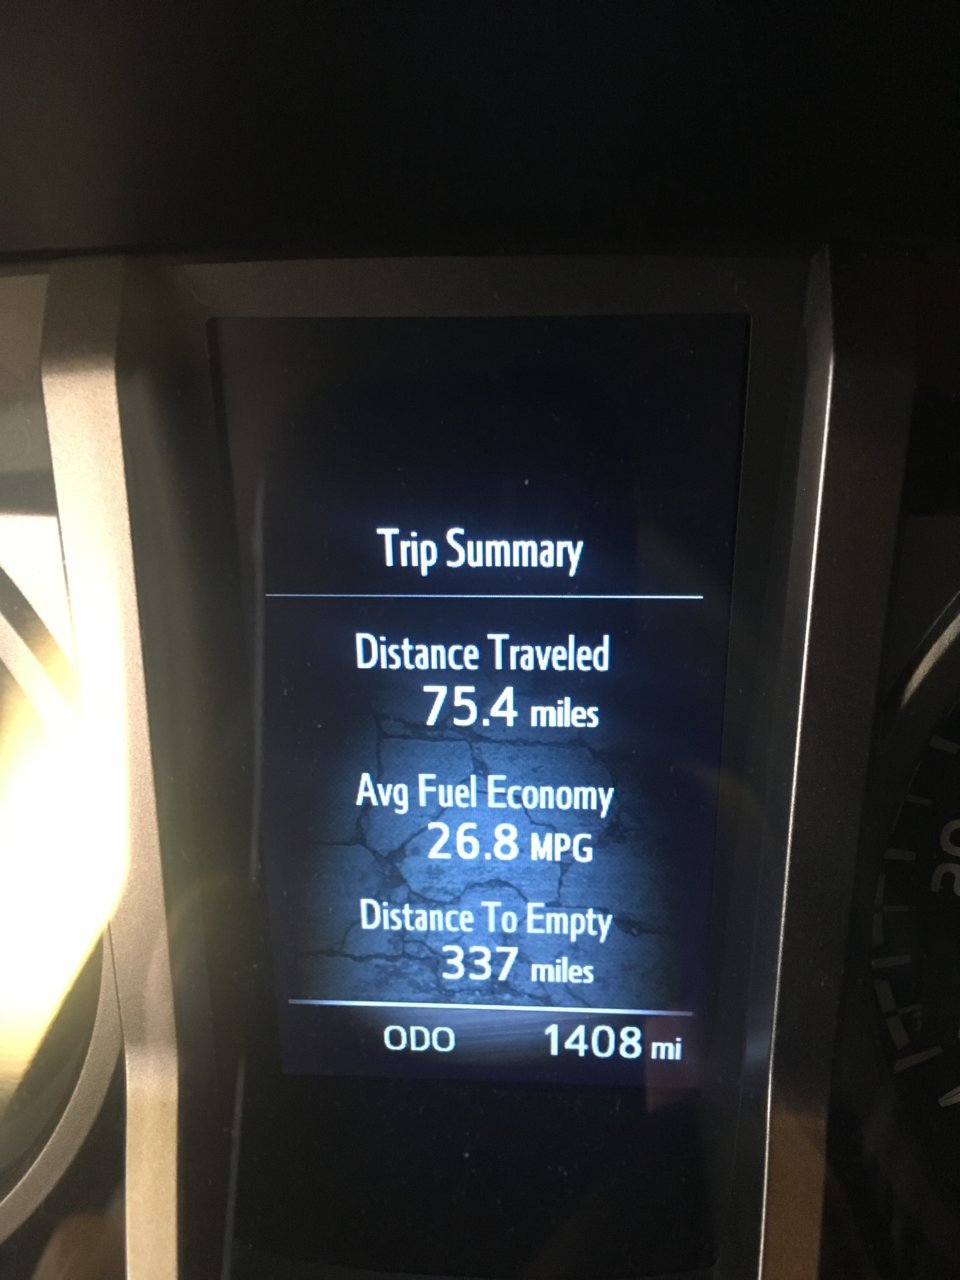 Trip Summary
Distance Traveled
75.4 miles
Avg Fuel Economy
26.8 MPG
Distance To Empty
337 miles
ODO 1408 mi